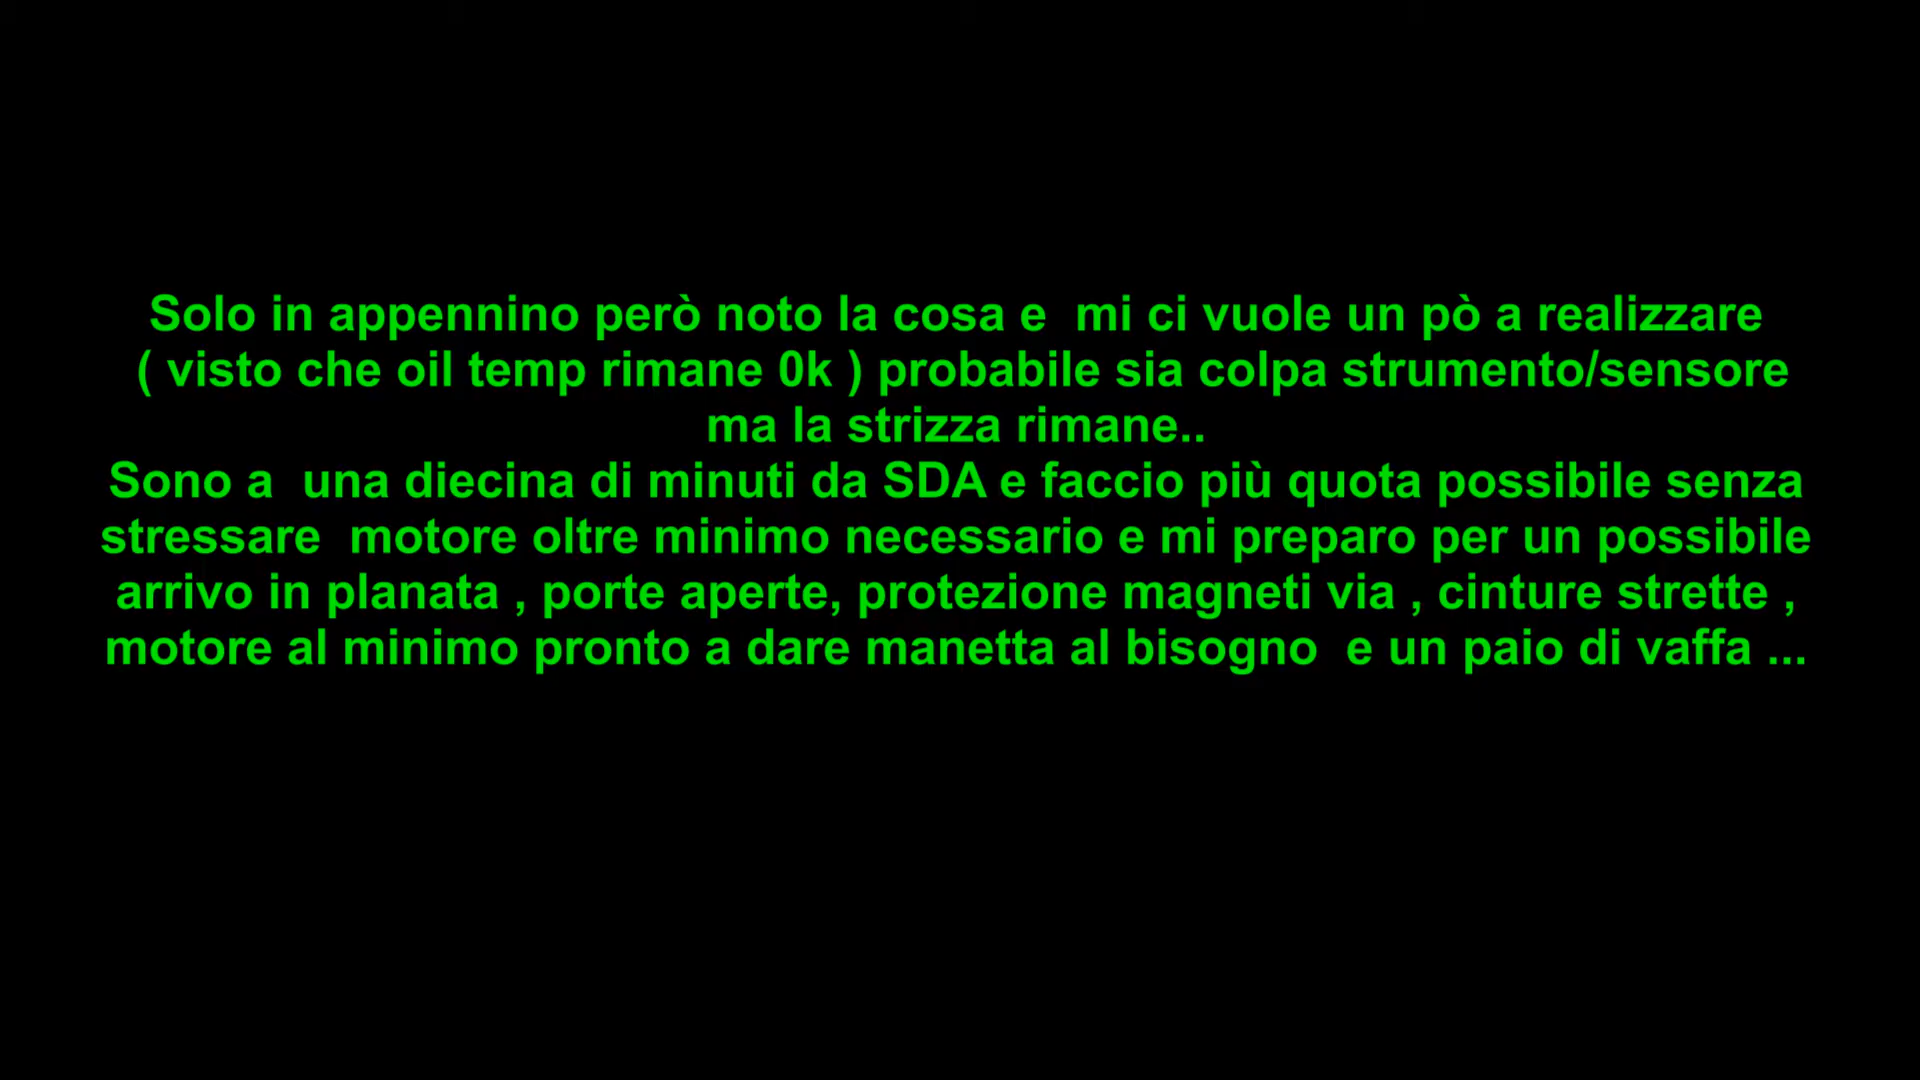 Solo in appennino però noto la cosa e  mi ci vuole un pò a realizzare
( visto che oil temp rimane 0k ) probabile sia colpa strumento/sensore
ma la strizza rimane..
Sono a  una diecina di minuti da SDA e faccio più quota possibile senza
stressare  motore oltre minimo necessario e mi preparo per un possibile
arrivo in planata , porte aperte, protezione magneti via , cinture strette ,
motore al minimo pronto a dare manetta al bisogno  e un paio di vaffa ...